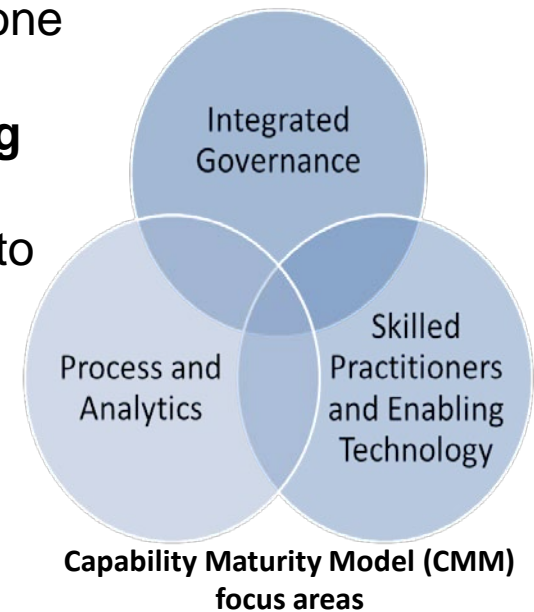 one
g
to
Integrated
Governance
Process and
Analytics
Skilled
Practitioners
and Enabling
Technology
Capability Maturity Model (CMM)
focus areas